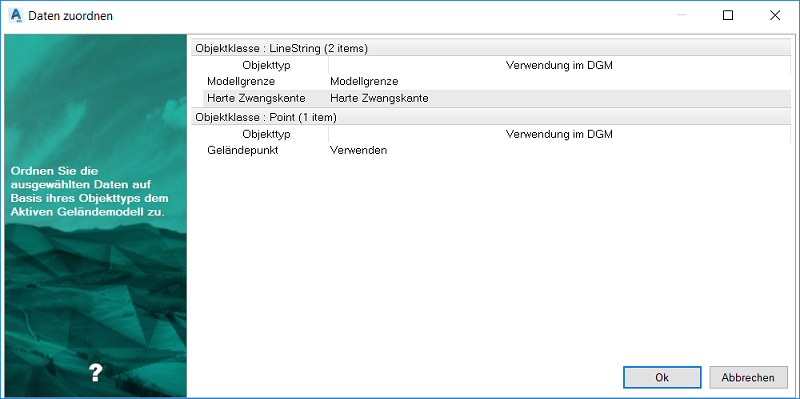 Daten zuordnen
Ordnen Sie die
ausgewählten Daten auf
Basis ihres Objekttyps dem
Aktiven Geländemodell zu.
?
Objektklasse : LineString (2 items)
Objekttyp Verwendung im DGM
Modellgrenze Modellgrenze
Harte Zwangskante Harte Zwangskante
Objektklasse : Point (1 item)
Objekttyp Verwendung im DGM
Geländepunkt Verwenden
Ok Abbrechen